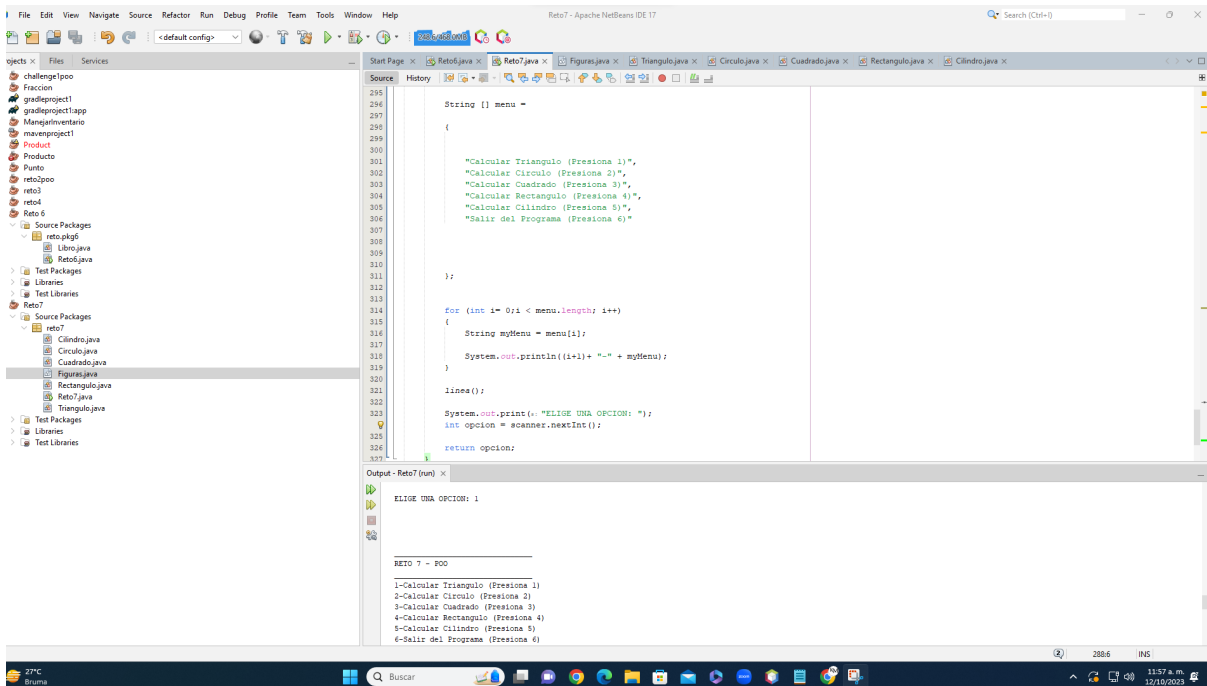 File Edit View Navigate Source Refactor Run Debug Profile Team Tools Window Help
Reto7 - Apache NetBeans IDE 17
Search (Ctrl+I)
<default config>
ojects Files Services
challenge1poo
Fraccion
gradleproject1
gradleproject1:app
ManejarInventario
mavenproject1
Product
Producto
Punto
reto2poo
reto3
reto4
Reto 6
Source Packages
reto.pkg6
Libro.java
Reto6.java
Test Packages
Libraries
Test Libraries
Reto7
Source Packages
reto7
Cilindro.java
Circulo.java
Cuadrado.java
Figuras.java
Rectangulo.java
Reto7.java
Triangulo.java
Test Packages
Libraries
Test Libraries
Start Page Reto6.java Reto7.java Figuras.java Triangulo.java Circulo.java Cuadrado.java Rectangulo.java Cilindro.java
Source History
295
296 String [] menu =
297
298 {
299
300
301 "Calcular Triangulo (Presiona 1)",
302 "Calcular Circulo (Presiona 2)",
303 "Calcular Cuadrado (Presiona 3)",
304 "Calcular Rectangulo (Presiona 4)",
305 "Calcular Cilindro (Presiona 5)",
306 "Salir del Programa (Presiona 6)"
307
308
309
310
311 };
312
313
314 for (int i= 0;i < menu.length; i++)
315 {
316 String myMenu = menu[i];
317
318 System.out.println((i+1)+ "-" + myMenu);
319 }
320
321 linea();
322
323 System.out.print(s: "ELIGE UNA OPCION: ");
int opcion = scanner.nextInt();
325
326 return opcion;
327 }
Output - Reto7 (run)
ELIGE UNA OPCION: 1
RETO 7 - POO
1-Calcular Triangulo (Presiona 1)
2-Calcular Circulo (Presiona 2)
3-Calcular Cuadrado (Presiona 3)
4-Calcular Rectangulo (Presiona 4)
5-Calcular Cilindro (Presiona 5)
6-Salir del Programa (Presiona 6)
288:6 INS
27°C
Bruma
Buscar
11:57 a. m.
12/10/2023